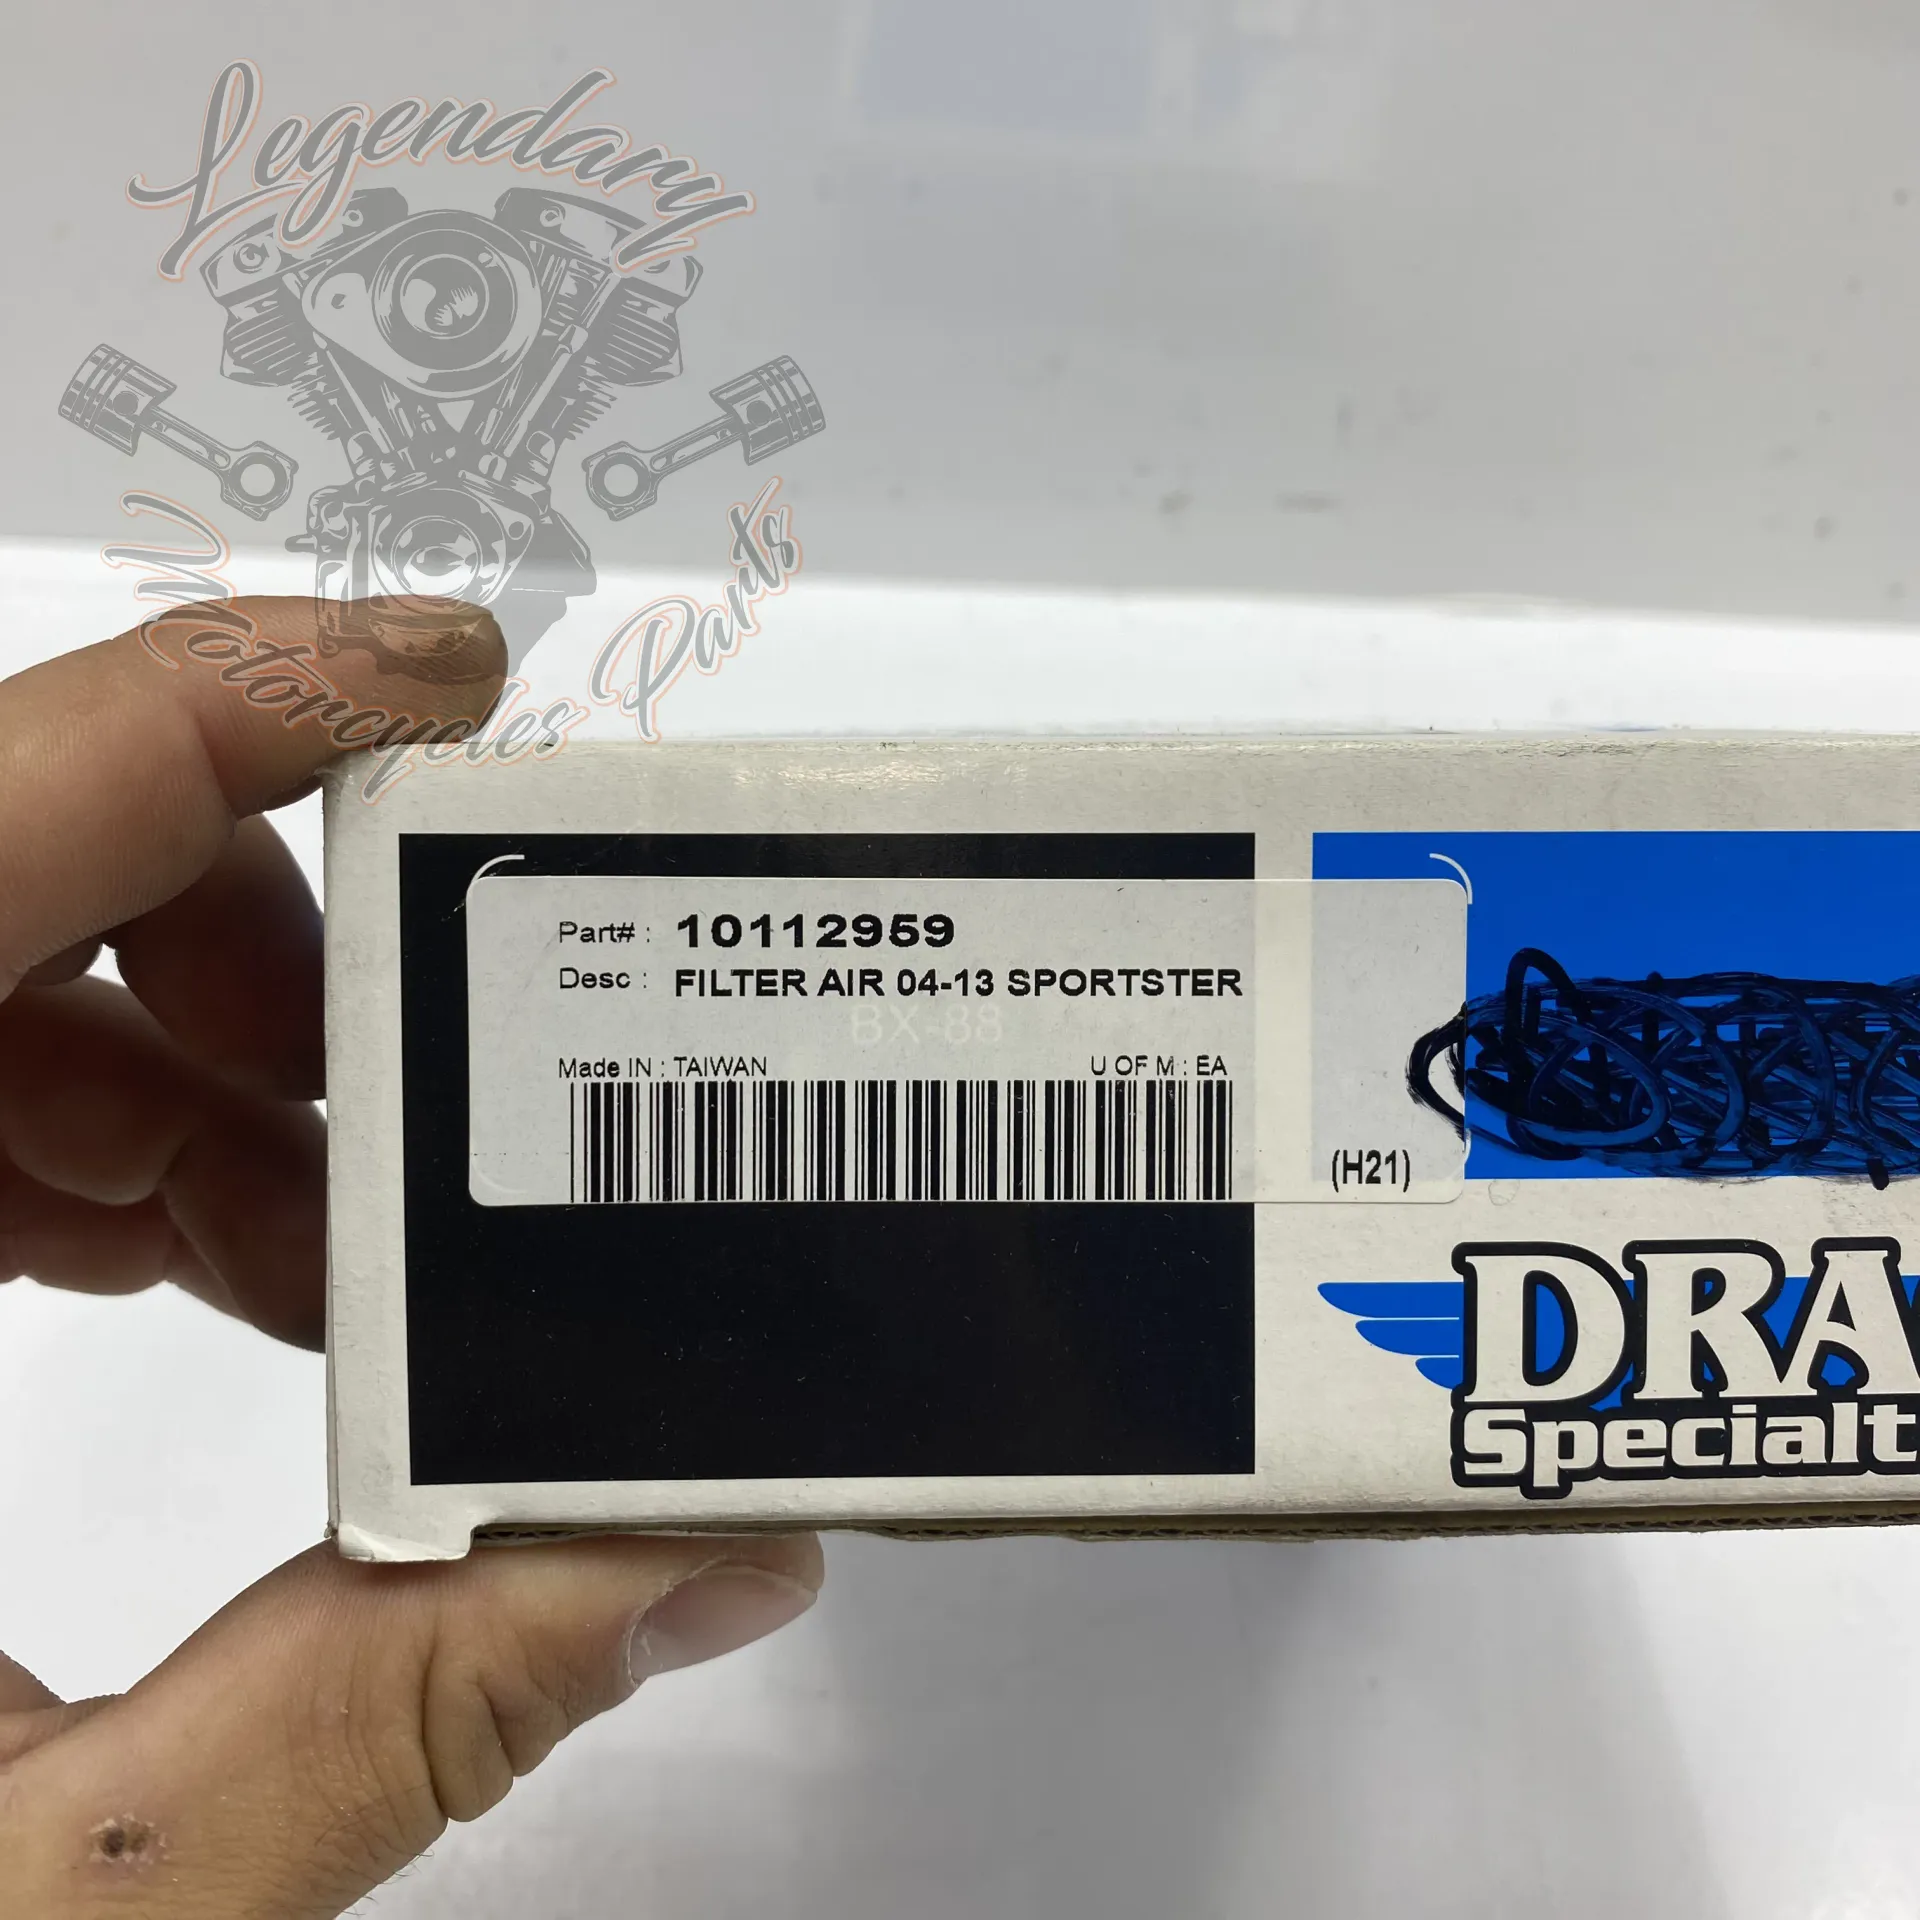 Legendary
Motorcycles Parts
Part# : 10112959
Desc : FILTER AIR 04-13 SPORTSTER
BX-88
Made IN : TAIWAN U OF M : EA
(H21)
DRA
Specialt